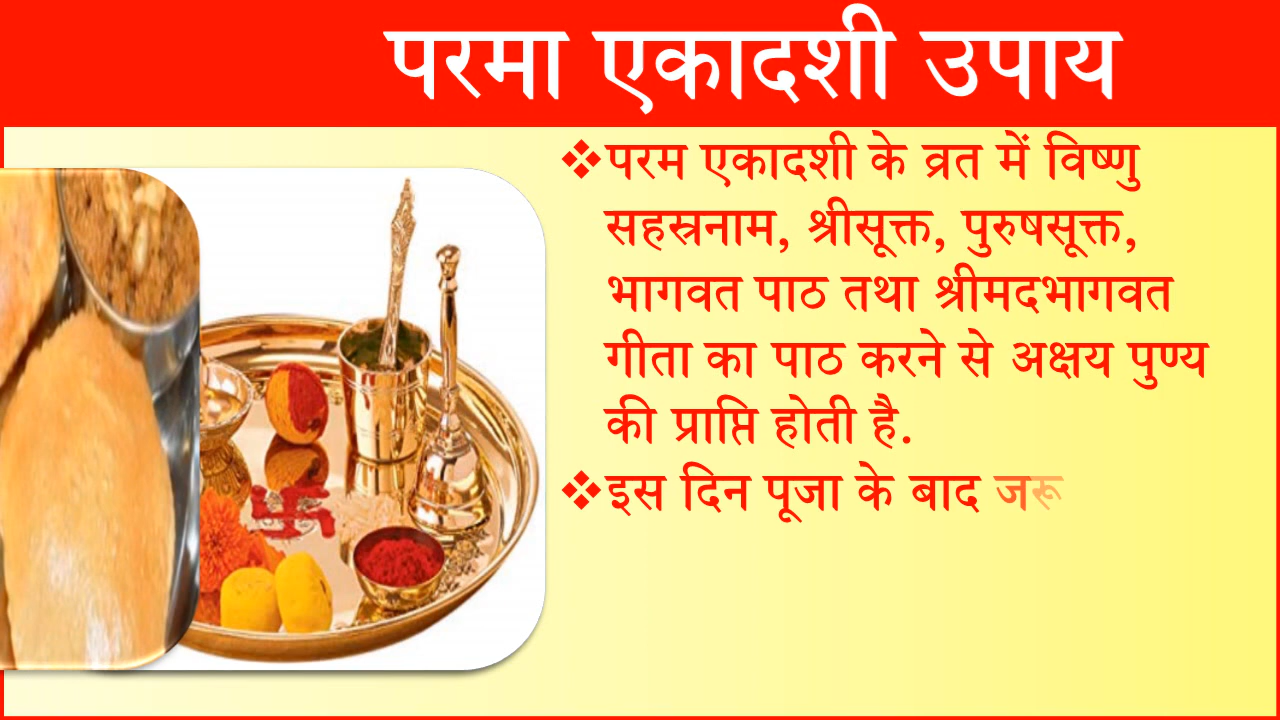 परमा एकादशी उपाय
❖परम एकादशी के व्रत में विष्णु
सहस्रनाम, श्रीसूक्त, पुरुषसूक्त,
भागवत पाठ तथा श्रीमदभागवत
गीता का पाठ करने से अक्षय पुण्य
की प्राप्ति होती है.
❖इस दिन पूजा के बाद जरू